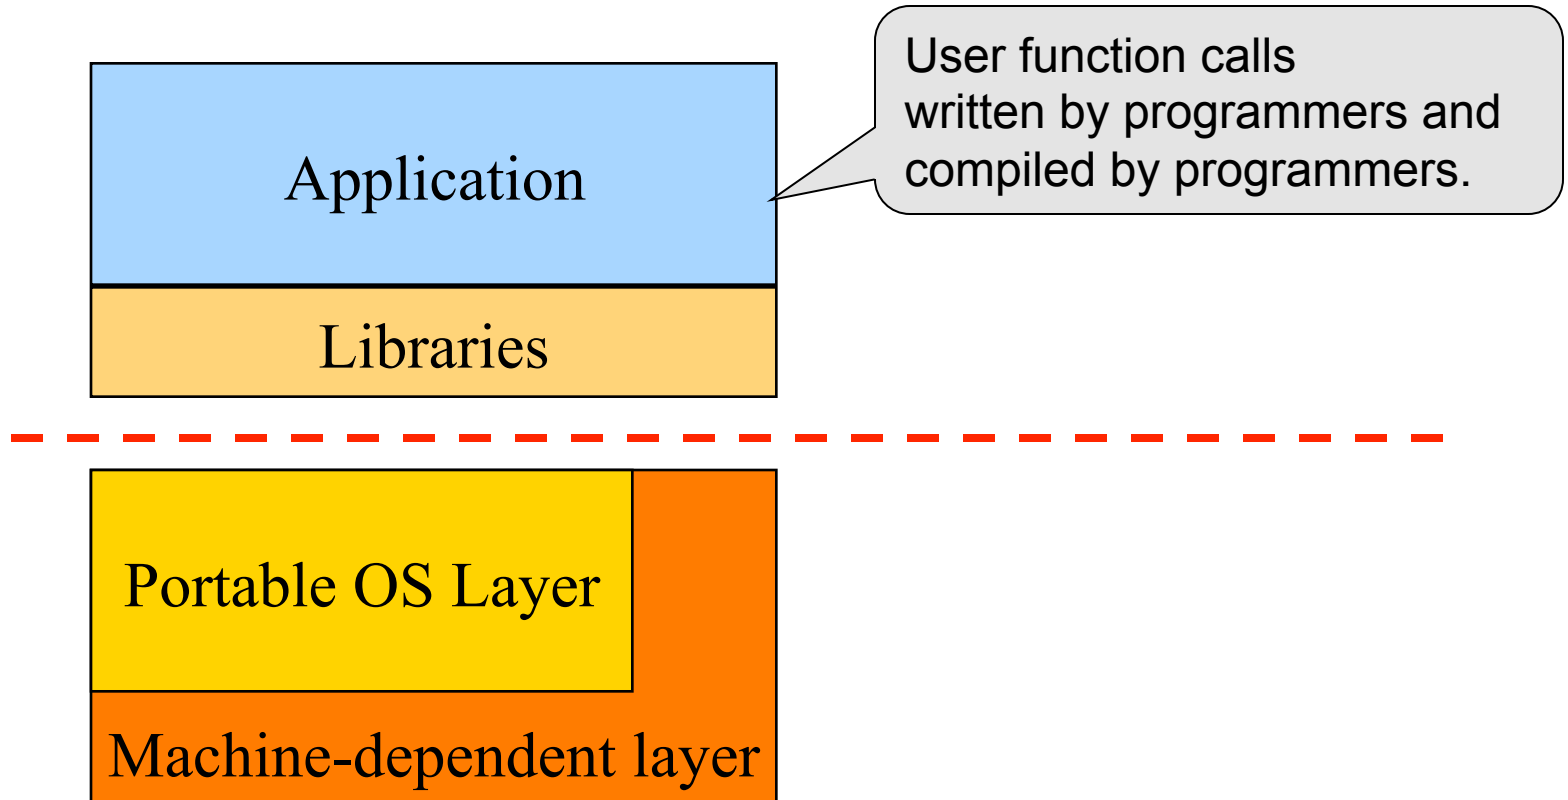 User function calls
written by programmers and
compiled by programmers.
Application
Libraries
Portable OS Layer
Machine-dependent layer